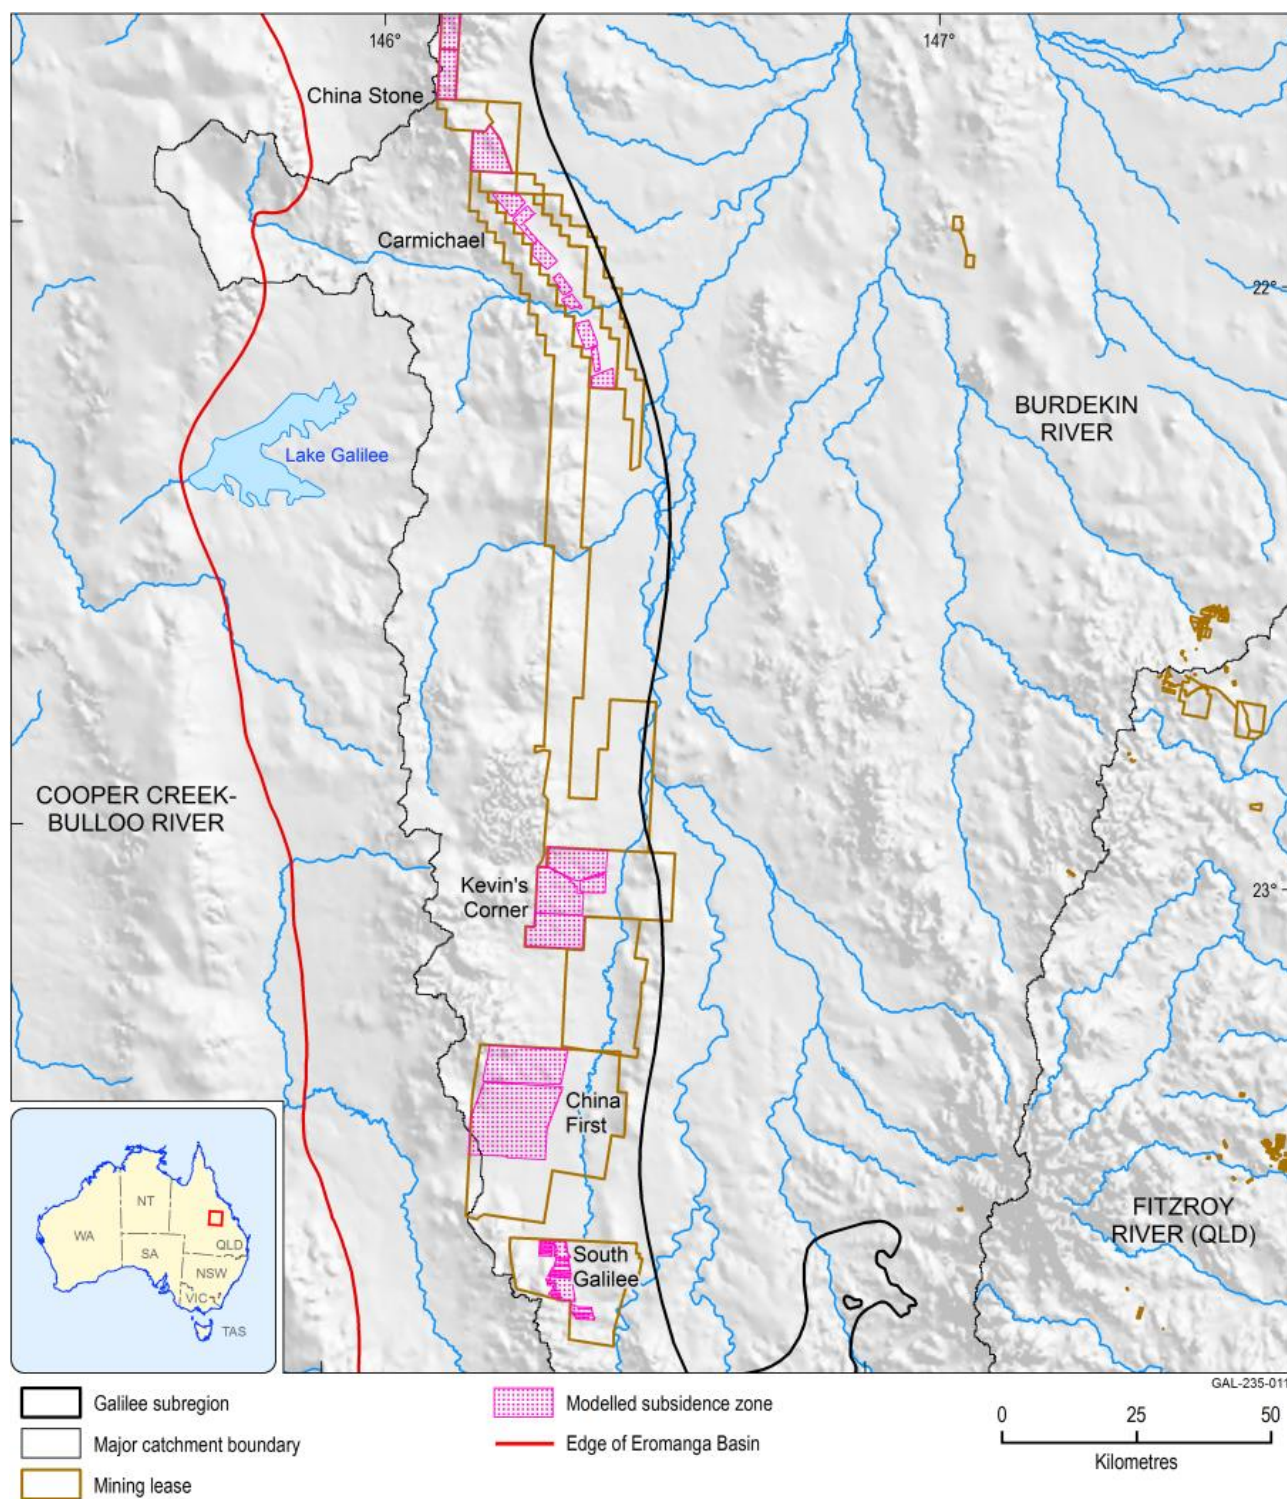 146°
147°
China Stone
Carmichael
22°
BURDEKIN
RIVER
Lake Galilee
COOPER CREEK-
BULLOO RIVER
Kevin's
Corner
23°
China
First
FITZROY
RIVER (QLD)
South
Galilee
NT
WA
QLD
SA
NSW
VIC
TAS
GAL-235-011
Galilee subregion
Major catchment boundary
Mining lease
Modelled subsidence zone
Edge of Eromanga Basin
0 25 50
Kilometres